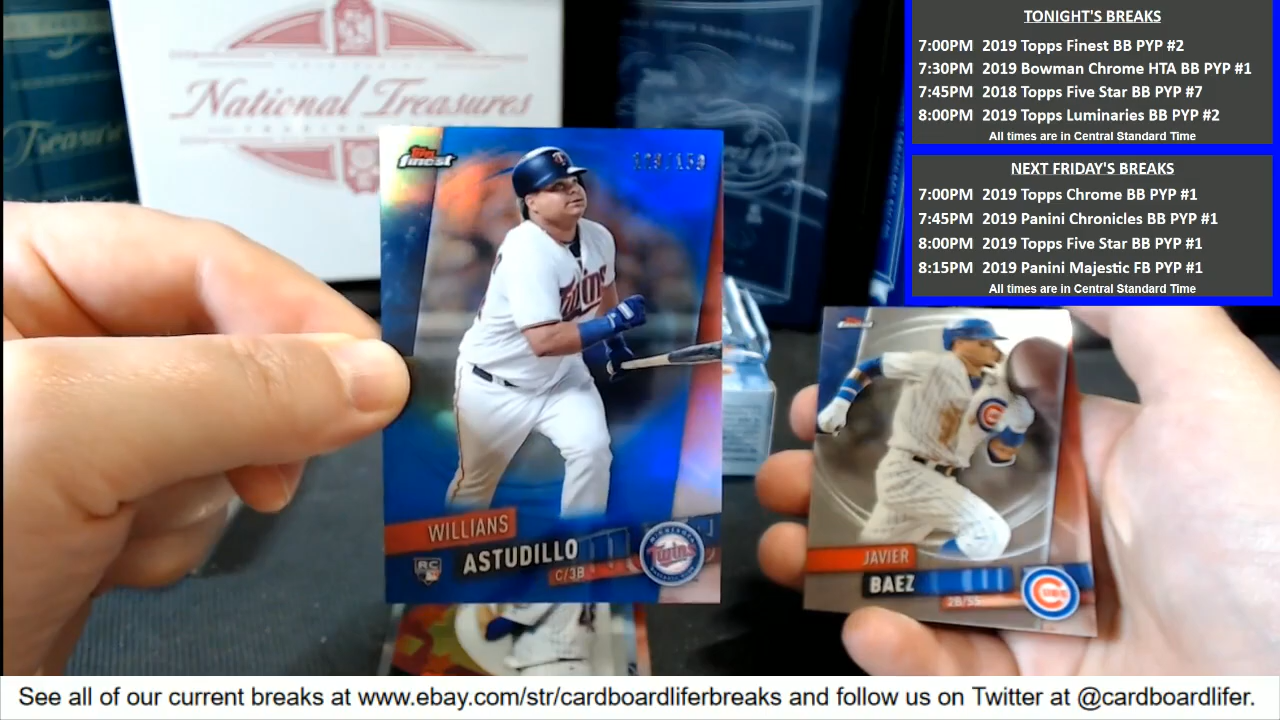 TONIGHT'S BREAKS
7:00PM 2019 Topps Finest BB PYP #2
7:30PM 2019 Bowman Chrome HTA BB PYP #1
7:45PM 2018 Topps Five Star BB PYP #7
8:00PM 2019 Topps Luminaries BB PYP #2
All times are in Central Standard Time
NEXT FRIDAY'S BREAKS
7:00PM 2019 Topps Chrome BB PYP #1
7:45PM 2019 Panini Chronicles BB PYP #1
8:00PM 2019 Topps Five Star BB PYP #1
8:15PM 2019 Panini Majestic FB PYP #1
All times are in Central Standard Time
National Treasures
Treasures
Topps
finest
Twins
WILLIANS
ASTUDILLO
C/3B
RC
MINNESOTA
Twins
finest
JAVIER
BAEZ
2B/SS
CUBS
See all of our current breaks at www.ebay.com/str/cardboardliferbreaks and follow us on Twitter at @cardboardlifer.